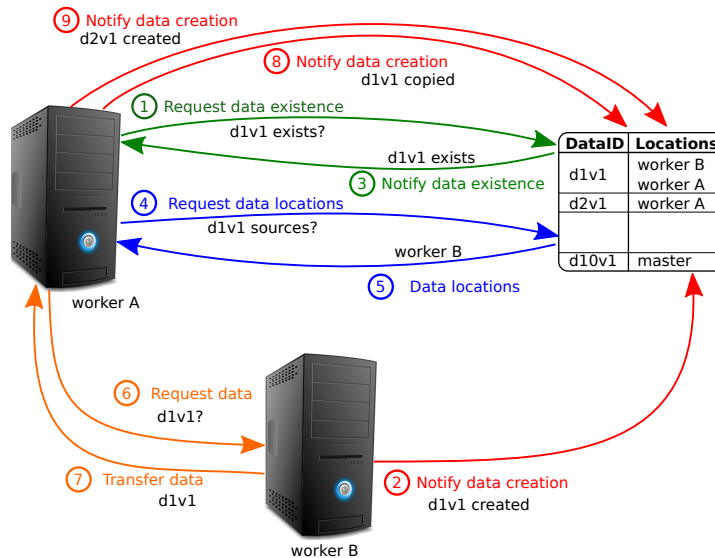 9 Notify data creation
d2v1 created
8 Notify data creation
d1v1 copied
1 Request data existence
d1v1 exists?
d1v1 exists
3 Notify data existence
4 Request data locations
d1v1 sources?
worker B
5 Data locations
worker A
DataID Locations
d1v1 worker B
worker A
d2v1 worker A
d10v1 master
6 Request data
d1v1?
7 Transfer data
d1v1
2 Notify data creation
d1v1 created
worker B